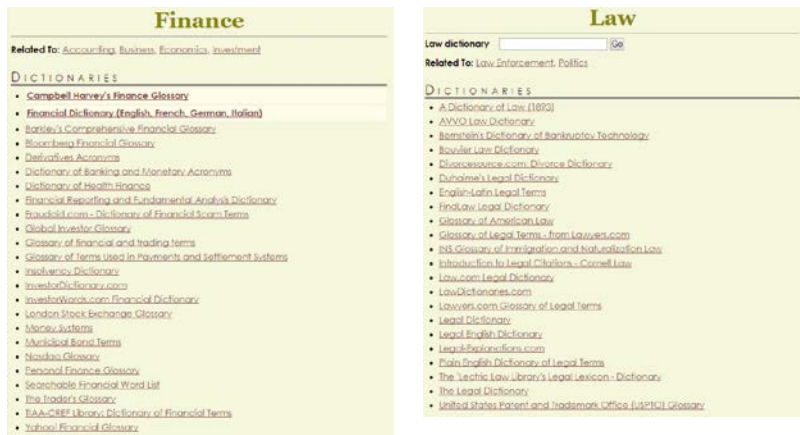 Finance
Related To: Accounting, Business, Economics, Investment
DICTIONARIES
Campbell Harvey's Finance Glossary
Financial Dictionary (English, French, German, Italian)
Barkley's Comprehensive Financial Glossary
Bloomberg Financial Glossary
Derivatives Acronyms
Dictionary of Banking and Monetary Acronyms
Dictionary of Health Finance
Financial Reporting and Fundamental Analysis Dictionary
Fraudaid.com - Dictionary of Financial Scam Terms
Global Investor Glossary
Glossary of financial and trading terms
Glossary of Terms Used in Payments and Settlement Systems
Insolvency Dictionary
InvestorDictionary.com
InvestorWords.com Financial Dictionary
London Stock Exchange Glossary
Money Systems
Municipal Bond Terms
Nasdaq Glossary
Personal Finance Glossary
Searchable Financial Word List
The Trader's Glossary
TIAA-CREF Library: Dictionary of Financial Terms
Yahoo! Financial Glossary
Law
Law dictionary Go
Related To: Law Enforcement, Politics
DICTIONARIES
A Dictionary of Law (1893)
AVVO Law Dictionary
Bernstein's Dictionary of Bankruptcy Technology
Bouvier Law Dictionary
Divorcesource.com: Divorce Dictionary
Duhaime's Legal Dictionary
English-Latin Legal Terms
FindLaw Legal Dictionary
Glossary of American Law
Glossary of Legal Terms - from Lawyers.com
INS Glossary of Immigration and Naturalization Law
Introduction to Legal Citations - Cornell Law
Law.com Legal Dictionary
LawDictionaries.com
Lawyers.com Glossary of Legal Terms
Legal Dictionary
Legal English Dictionary
Legal-Explanations.com
Plain English Dictionary of Legal Terms
The 'Lectric Law Library's Legal Lexicon - Dictionary
The Legal Dictionary
United States Patent and Trademark Office (USPTO) Glossary